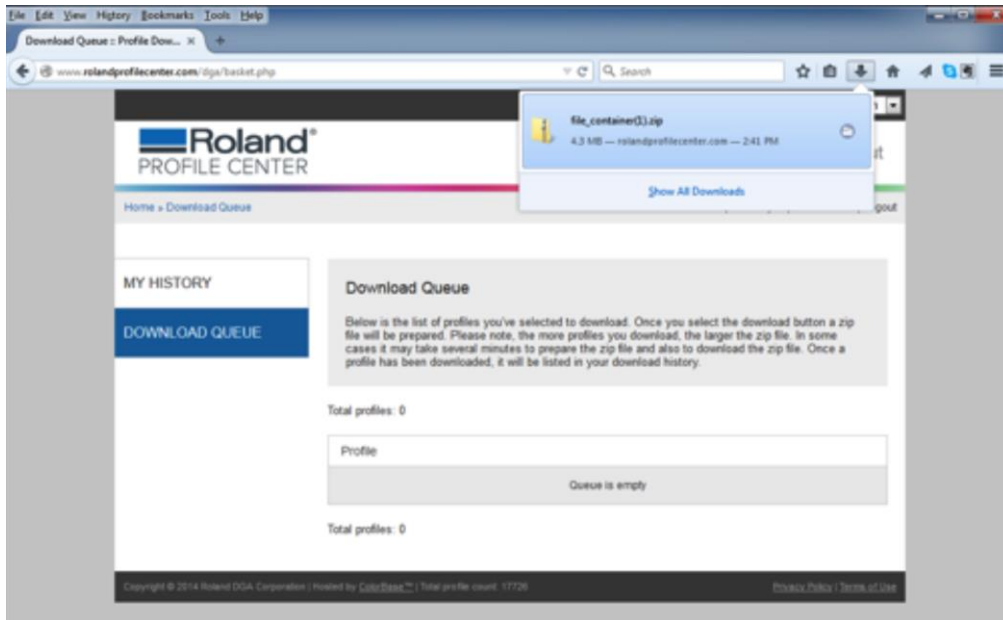 File Edit View History Bookmarks Tools Help
Download Queue :: Profile Dow... × +
www.rolandprofilecenter.com/dga/basket.php
Search
file_container(1).zip
4.3 MB — rolandprofilecenter.com — 2:41 PM
Show All Downloads
Roland®
PROFILE CENTER
Home » Download Queue
MY HISTORY
DOWNLOAD QUEUE
Download Queue
Below is the list of profiles you've selected to download. Once you select the download button a zip
file will be prepared. Please note, the more profiles you download, the larger the zip file. In some
cases it may take several minutes to prepare the zip file and also to download the zip file. Once a
profile has been downloaded, it will be listed in your download history.
Total profiles: 0
Profile
Queue is empty
Total profiles: 0
Copyright © 2014 Roland DGA Corporation | Hosted by ColorBase™ | Total profile count: 17726
Privacy Policy | Terms of Use